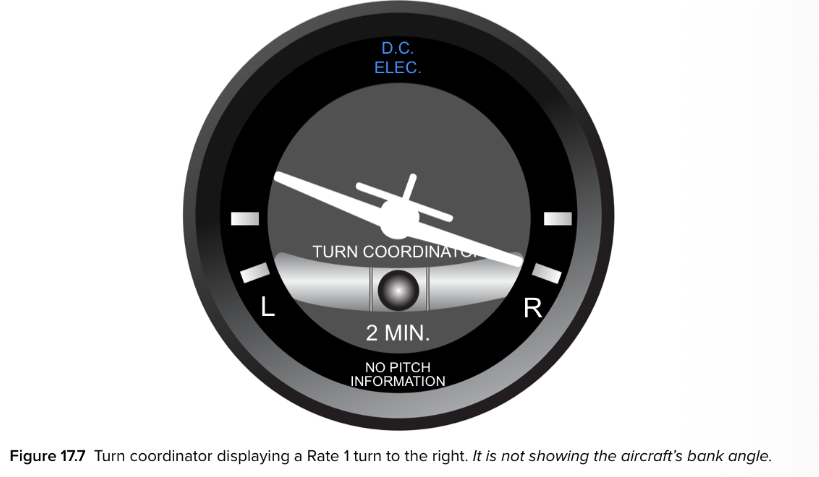 D.C.
ELEC.
TURN COORDINATOR
L
R
2 MIN.
NO PITCH
INFORMATION
Figure 17.7 Turn coordinator displaying a Rate 1 turn to the right. It is not showing the aircraft's bank angle.